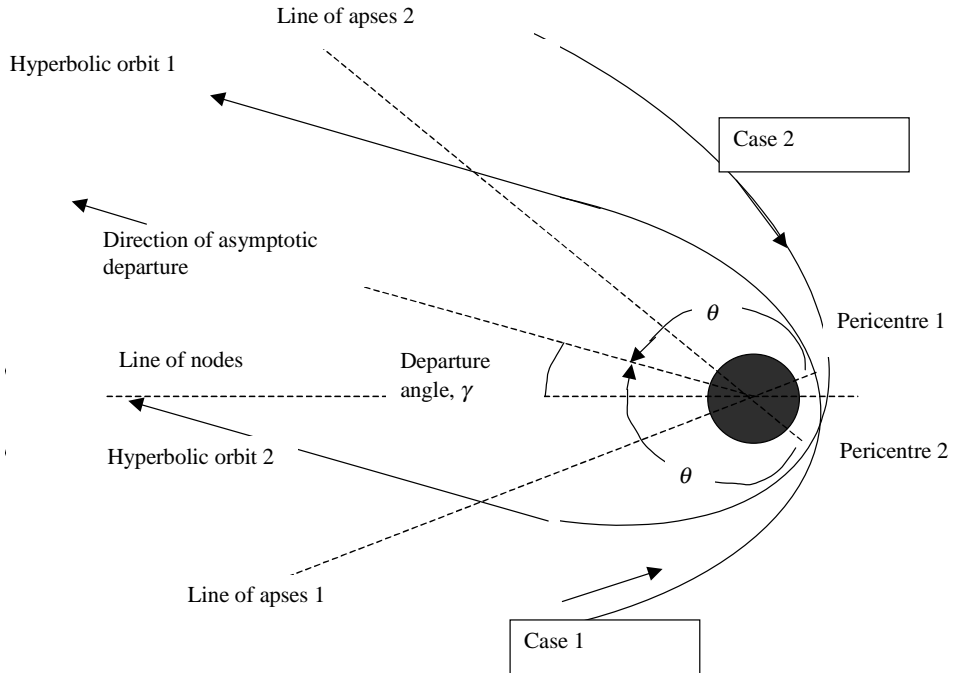 Line of apses 2
Hyperbolic orbit 1
Case 2
Direction of asymptotic
departure
θ
Pericentre 1
Line of nodes
Departure
angle, γ
Hyperbolic orbit 2
Pericentre 2
θ
Line of apses 1
Case 1